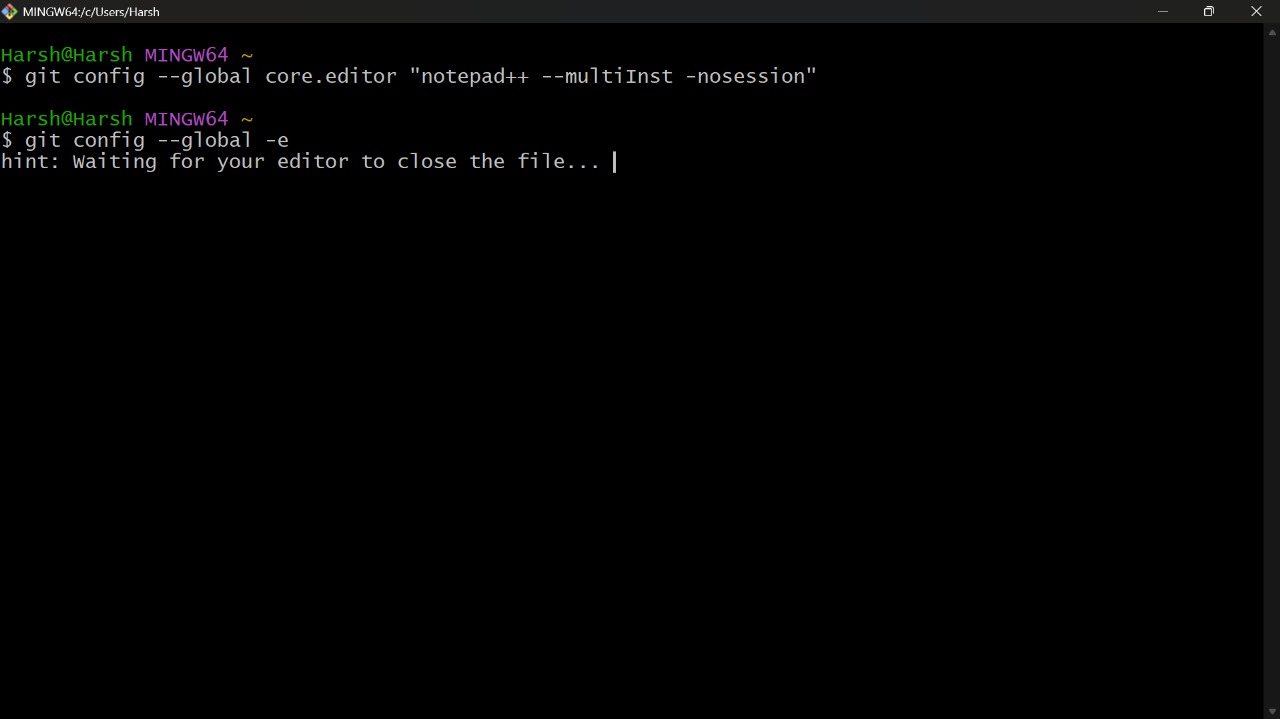 MINGW64:/c/Users/Harsh
Harsh@Harsh MINGW64 ~
$ git config --global core.editor "notepad++ --multiInst -nosession"
Harsh@Harsh MINGW64 ~
$ git config --global -e
hint: Waiting for your editor to close the file...